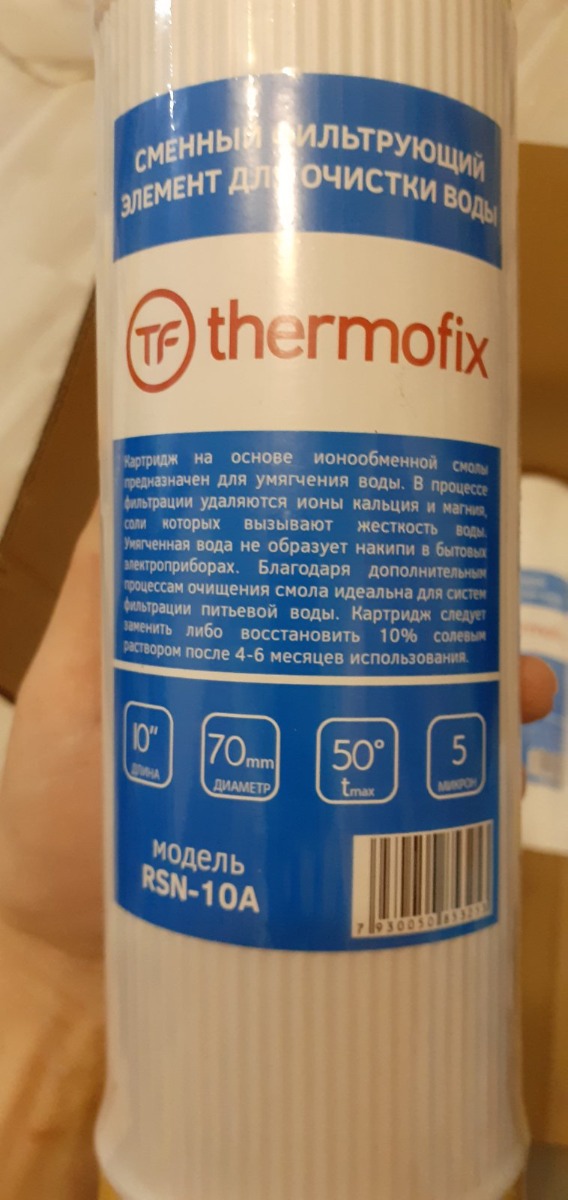 СМЕННЫЙ ФИЛЬТРУЮЩИЙ
ЭЛЕМЕНТ ДЛЯ ОЧИСТКИ ВОДЫ
TF thermofix
Картридж на основе ионообменной смолы
предназначен для умягчения воды. В процессе
фильтрации удаляются ионы кальция и магния,
соли которых вызывают жесткость воды.
Умягченная вода не образует накипи в бытовых
электроприборах. Благодаря дополнительным
процессам очищения смола идеальна для систем
фильтрации питьевой воды. Картридж следует
заменить либо восстановить 10% солевым
раствором после 4-6 месяцев использования.
10" 70mm 50° 5
ДЛИНА ДИАМЕТР tmax МИКРОН
МОДЕЛЬ
RSN-10A
7 930050